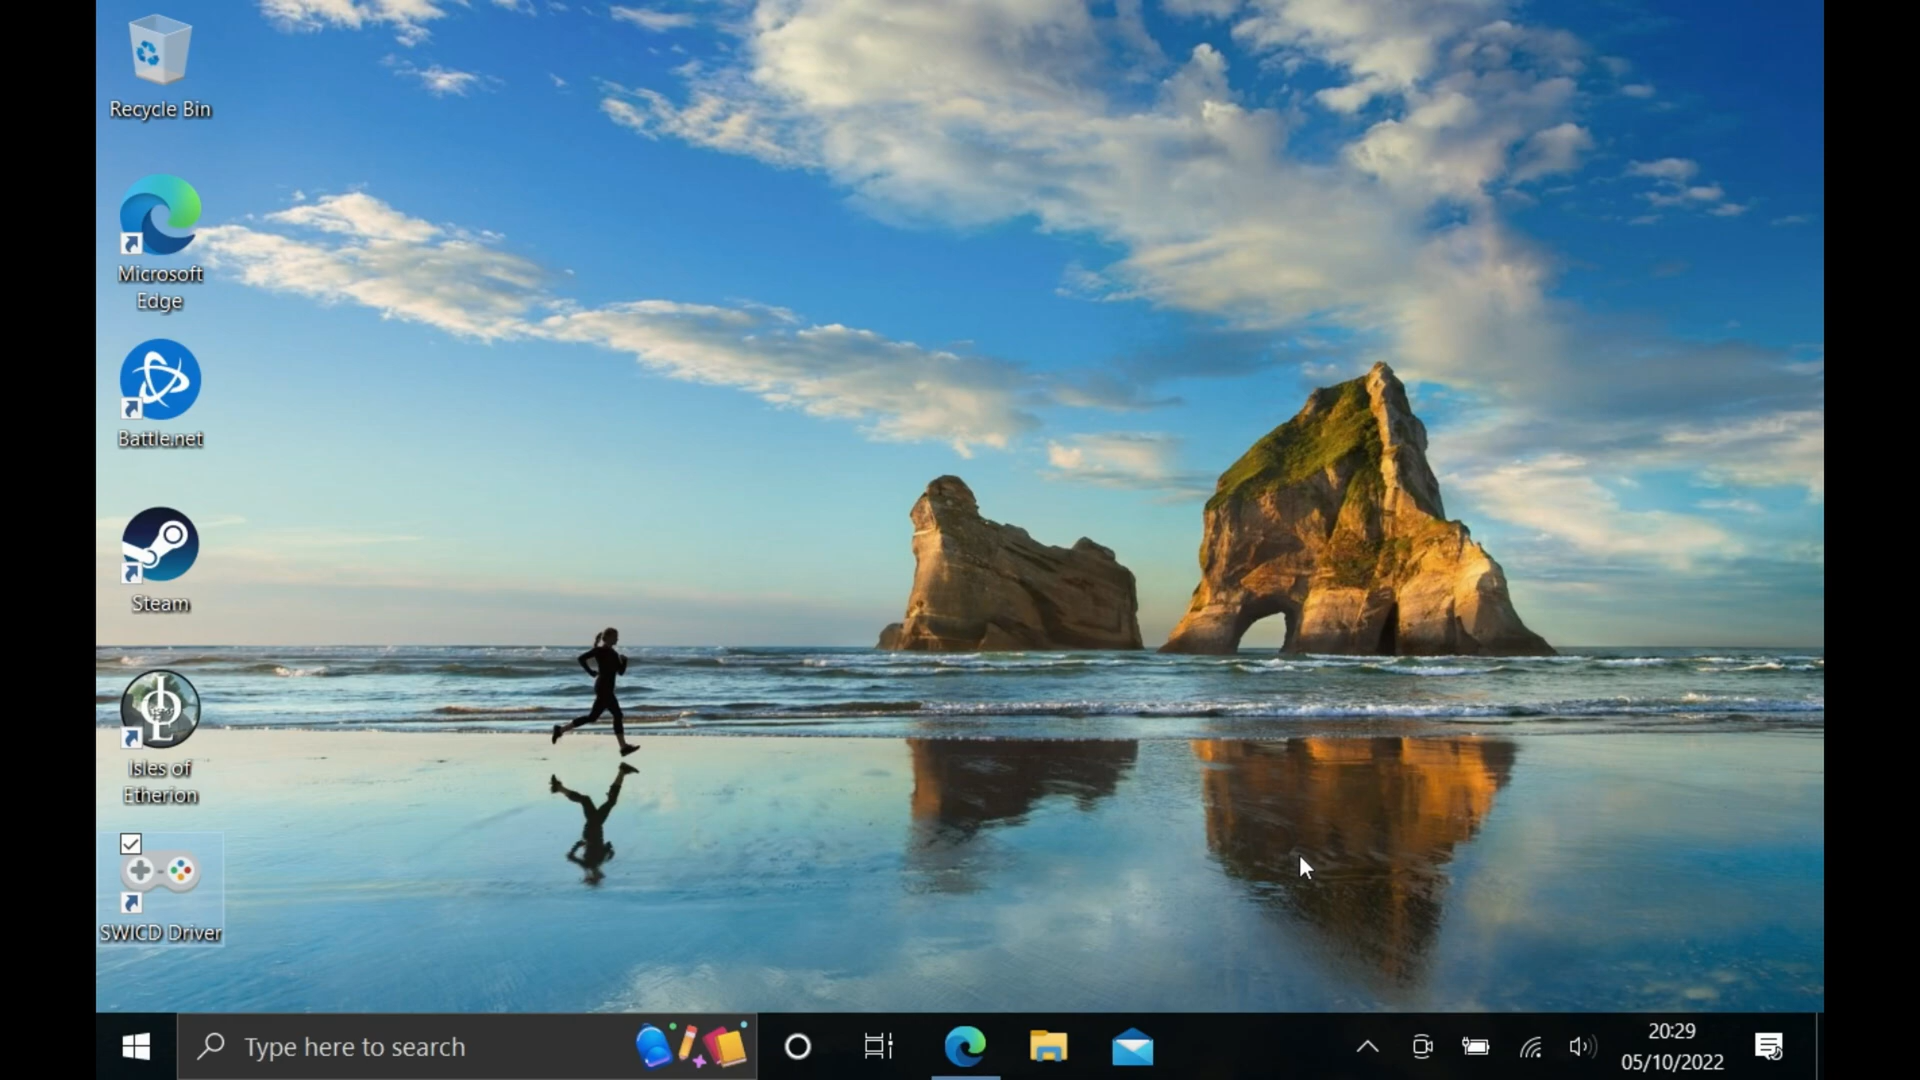 Recycle Bin
Microsoft
Edge
Battle.net
Steam
Isles of
Etherion
SWICD Driver
Type here to search
20:29
05/10/2022